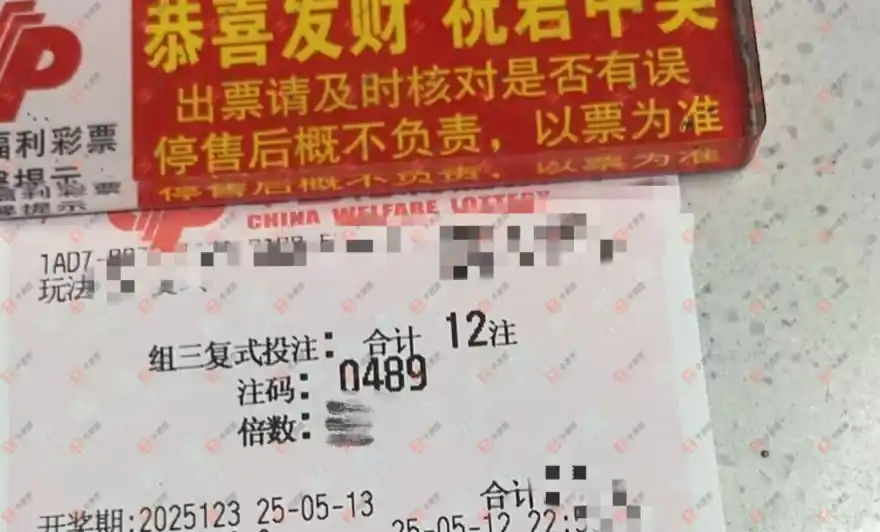 恭喜发财 祝君中奖
出票请及时核对是否有误
停售后概不负责，以票为准
福利彩票
提示
CHINA WELFARE LOTTERY
1AD7-
玩法
组三复式投注：合计 12注
注码：0489
倍数：
合计
开奖期:2025123 25-05-13
25-05-12 22:5